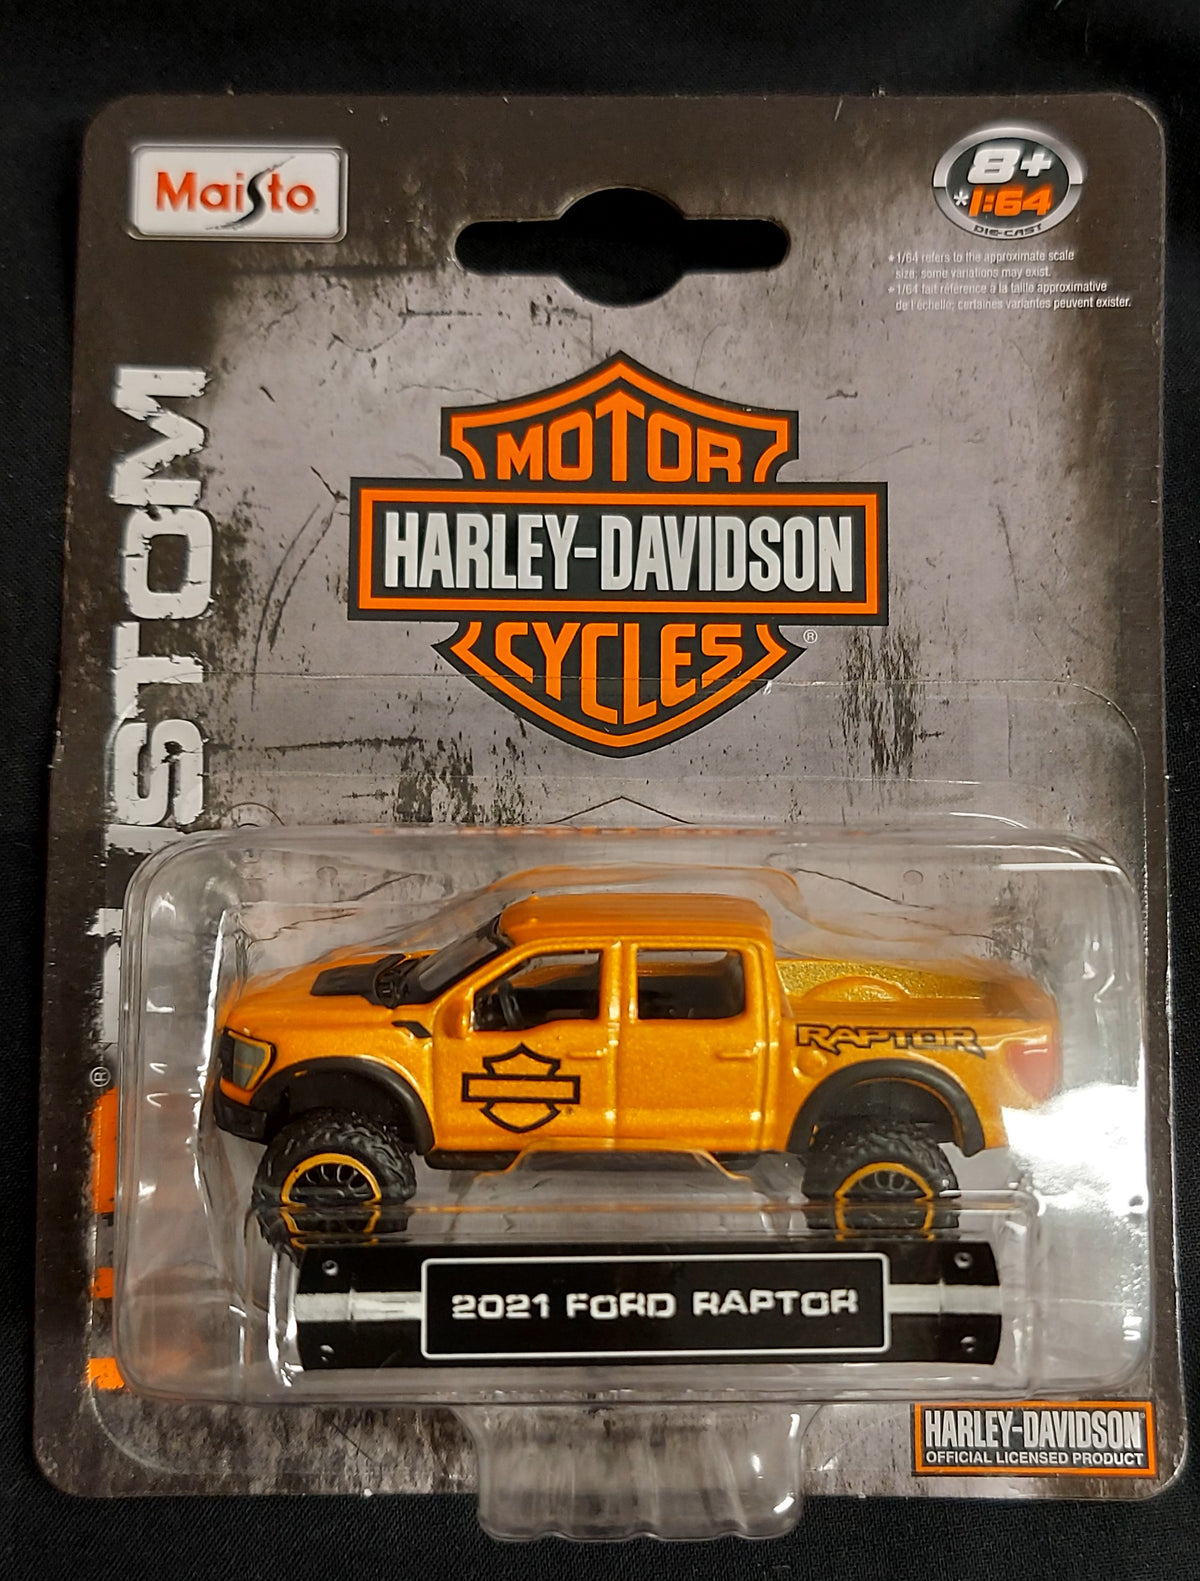 Maisto
8+
*1:64
DIE-CAST
*1/64 refers to the approximate scale
size; some variations may exist.
*1/64 fait référence à la taille approximative
de l'échelle; certaines variantes peuvent exister.
MOTOR
HARLEY-DAVIDSON
CYCLES
®
STOM
®
RAPTOR
2021 FORD RAPTOR
HARLEY-DAVIDSON
OFFICIAL LICENSED PRODUCT